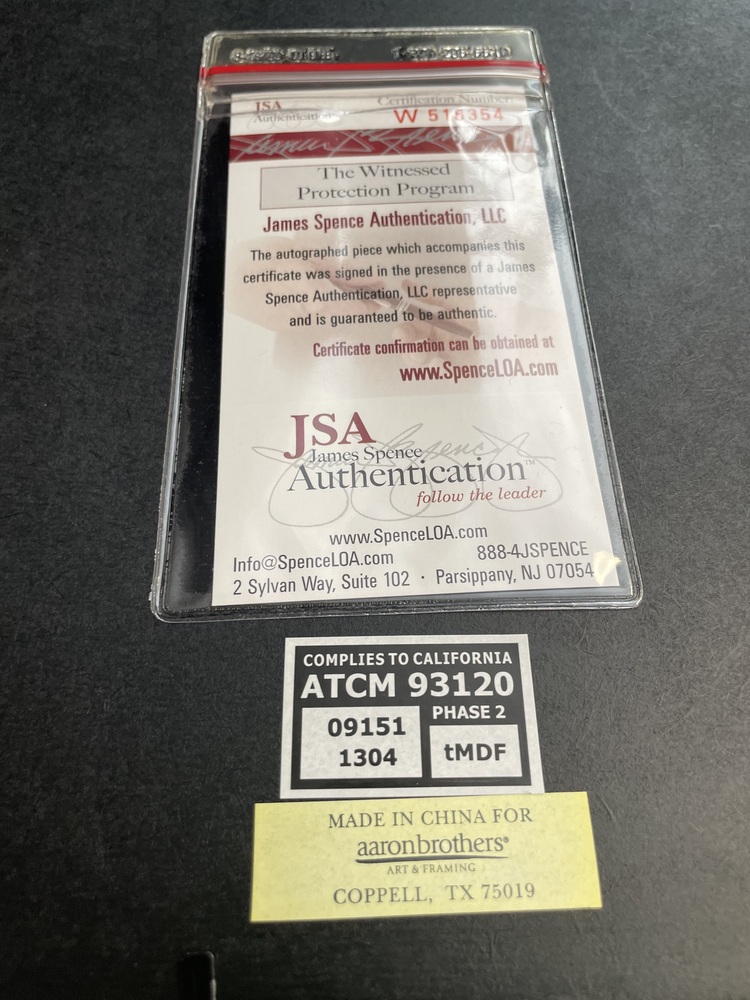 JSA
Authentication
Certification Number:
W 515354
The Witnessed
Protection Program
James Spence Authentication, LLC
The autographed piece which accompanies this
certificate was signed in the presence of a James
Spence Authentication, LLC representative
and is guaranteed to be authentic.
Certificate confirmation can be obtained at
www.SpenceLOA.com
JSA
James Spence
Authentication™
follow the leader
www.SpenceLOA.com
Info@SpenceLOA.com 888-4JSPENCE
2 Sylvan Way, Suite 102 · Parsippany, NJ 07054
COMPLIES TO CALIFORNIA
ATCM 93120
PHASE 2
09151
1304
tMDF
MADE IN CHINA FOR
aaronbrothers®
ART & FRAMING
COPPELL, TX 75019